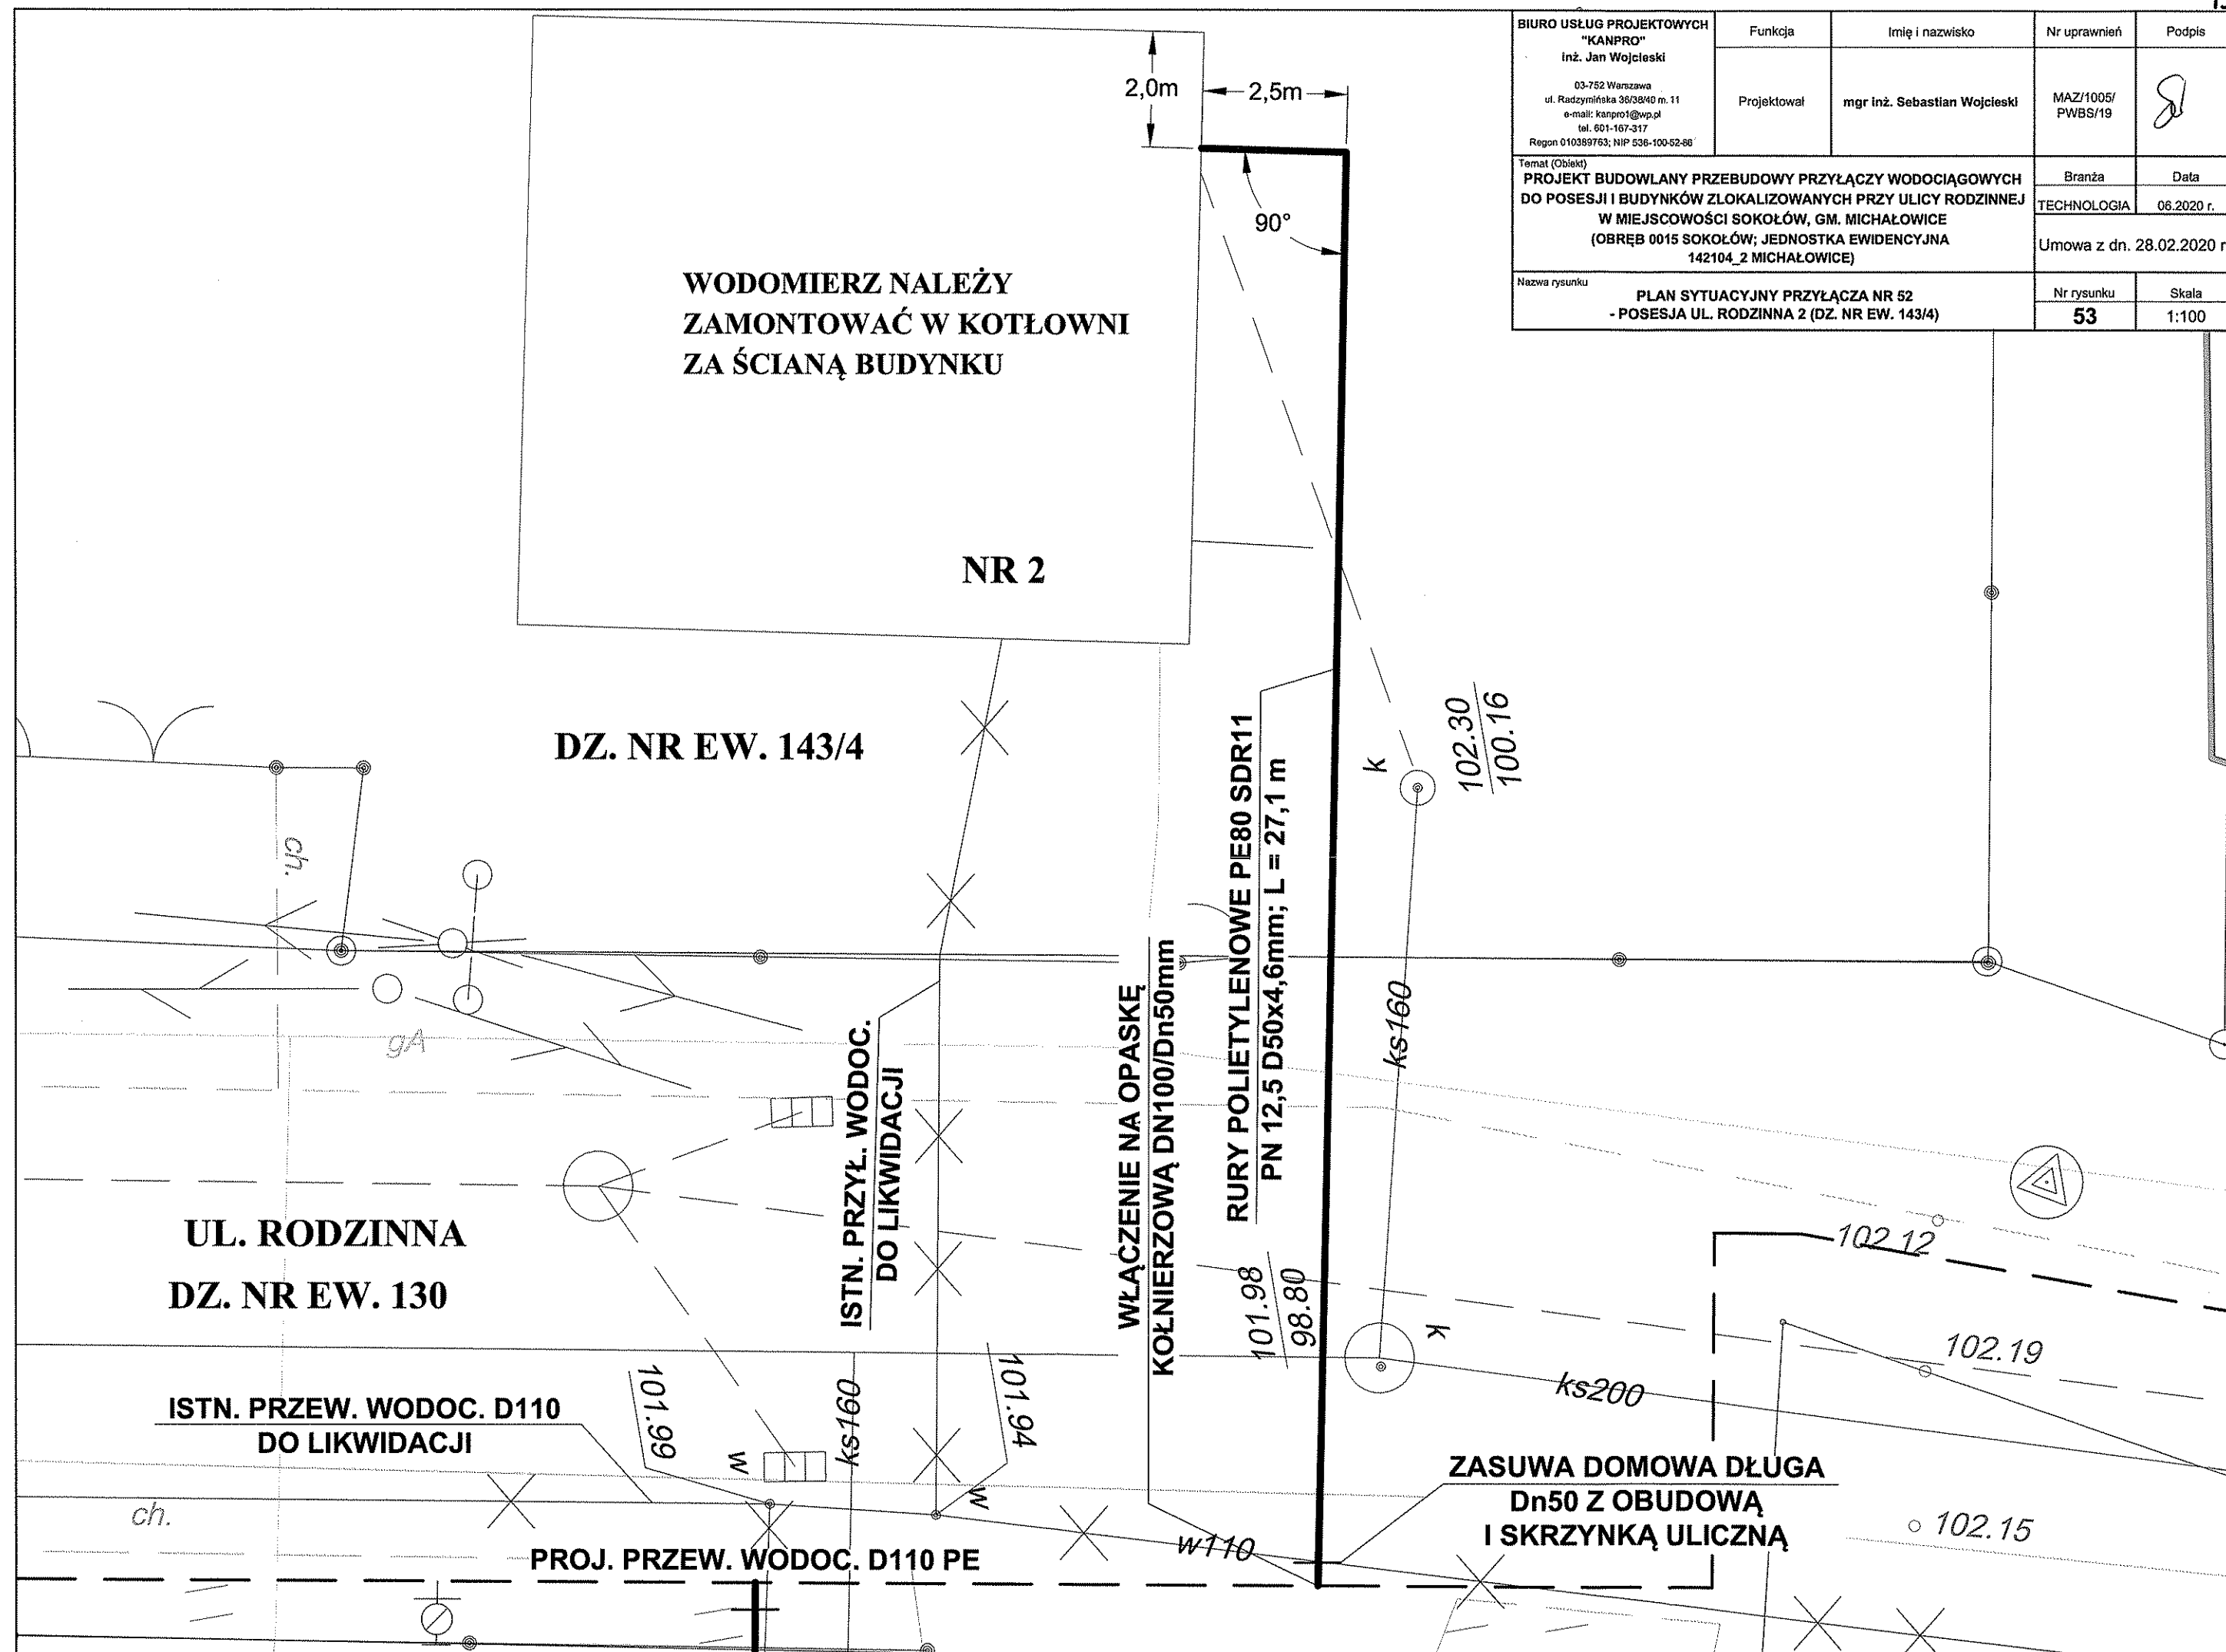 BIURO USŁUG PROJEKTOWYCH
"KANPRO"
inż. Jan Wojcieski
03-752 Warszawa
ul. Radzymińska 36/38/40 m. 11
e-mail: kanpro1@wp.pl
tel. 601-167-317
Regon 010389763; NIP 536-100-52-86
Funkcja
Imię i nazwisko
Nr uprawnień
Podpis
Projektował
mgr inż. Sebastian Wojcieski
MAZ/1005/
PWBS/19
Temat (Obiekt)
PROJEKT BUDOWLANY PRZEBUDOWY PRZYŁĄCZY WODOCIĄGOWYCH
DO POSESJI I BUDYNKÓW ZLOKALIZOWANYCH PRZY ULICY RODZINNEJ
W MIEJSCOWOŚCI SOKOŁÓW, GM. MICHAŁOWICE
(OBRĘB 0015 SOKOŁÓW; JEDNOSTKA EWIDENCYJNA
142104_2 MICHAŁOWICE)
Branża
Data
TECHNOLOGIA
06.2020 r.
Umowa z dn. 28.02.2020 r
Nazwa rysunku
PLAN SYTUACYJNY PRZYŁĄCZA NR 52
- POSESJA UL. RODZINNA 2 (DZ. NR EW. 143/4)
Nr rysunku
Skala
53
1:100
2,0m
2,5m
90°
WODOMIERZ NALEŻY
ZAMONTOWAĆ W KOTŁOWNI
ZA ŚCIANĄ BUDYNKU
NR 2
DZ. NR EW. 143/4
k
102.30
100.16
RURY POLIETYLENOWE PE80 SDR11
PN 12,5 D50x4,6mm; L = 27,1 m
ch.
gA
ks160
ISTN. PRZYŁ. WODOC.
DO LIKWIDACJI
WŁĄCZENIE NA OPASKĘ
KOŁNIERZOWĄ DN100/Dn50mm
UL. RODZINNA
DZ. NR EW. 130
101.98
98.80
k
102.12
102.19
ks200
ISTN. PRZEW. WODOC. D110
DO LIKWIDACJI
101.99
w
ks160
101.94
w
ZASUWA DOMOWA DŁUGA
Dn50 Z OBUDOWĄ
I SKRZYNKĄ ULICZNĄ
102.15
ch.
w110
PROJ. PRZEW. WODOC. D110 PE